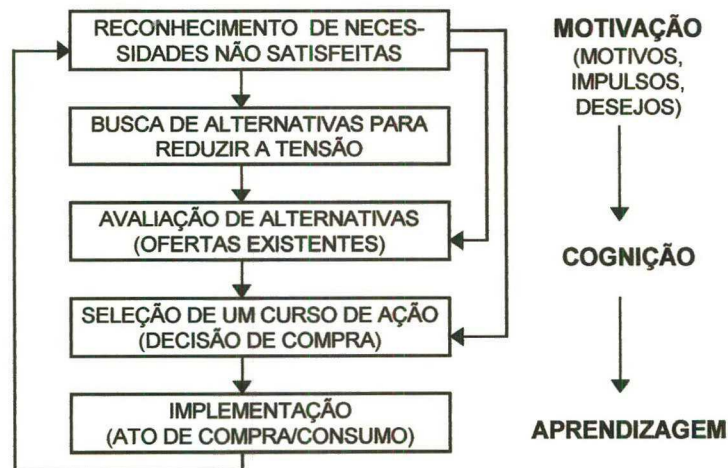 RECONHECIMENTO DE NECES-
SIDADES NÃO SATISFEITAS
BUSCA DE ALTERNATIVAS PARA
REDUZIR A TENSÃO
AVALIAÇÃO DE ALTERNATIVAS
(OFERTAS EXISTENTES)
SELEÇÃO DE UM CURSO DE AÇÃO
(DECISÃO DE COMPRA)
IMPLEMENTAÇÃO
(ATO DE COMPRA/CONSUMO)
MOTIVAÇÃO
(MOTIVOS,
IMPULSOS,
DESEJOS)
COGNIÇÃO
APRENDIZAGEM